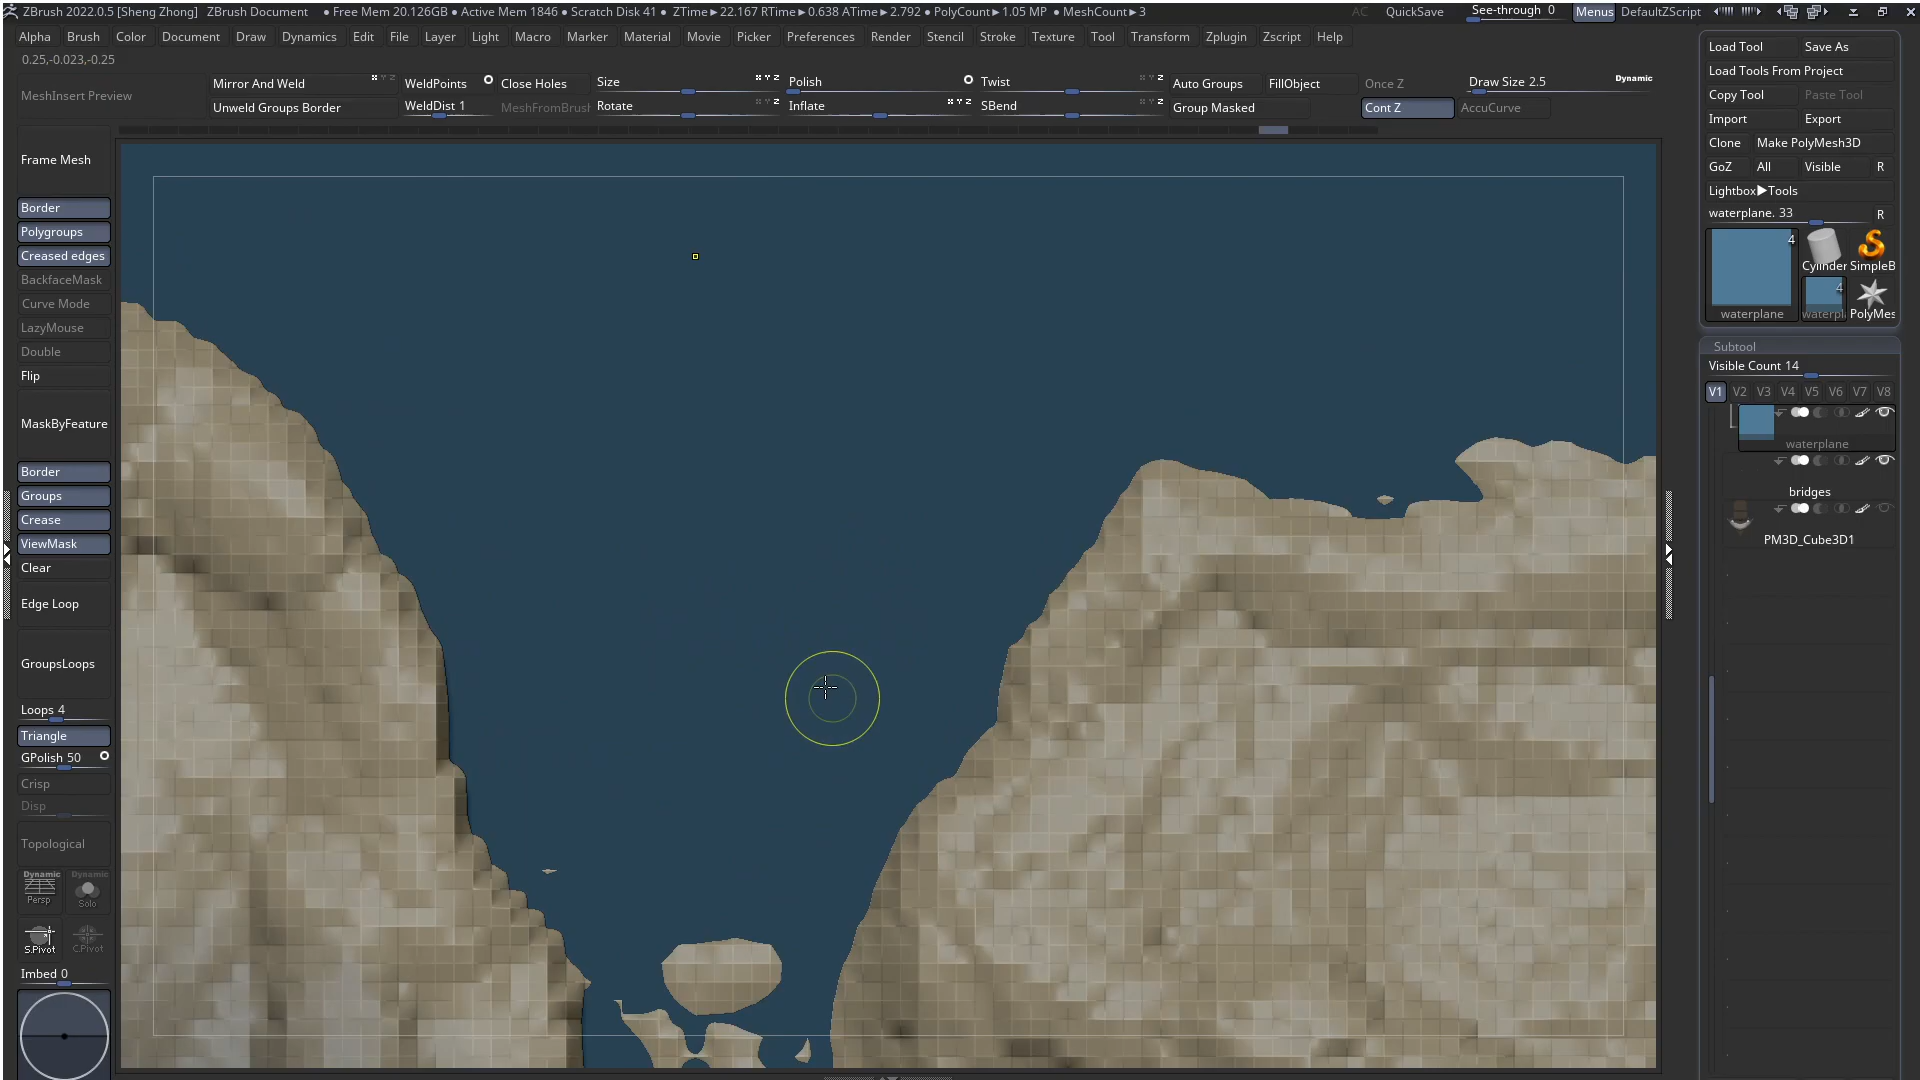 ZBrush 2022.0.5 [Sheng Zhong] ZBrush Document ● Free Mem 20.126GB ● Active Mem 1846 ● Scratch Disk 41 ● ZTime►22.167 RTime►0.638 ATime►2.792 ● PolyCount►1.05 MP ● MeshCount►3 AC QuickSave See-through 0 Menus DefaultZScript
Alpha Brush Color Document Draw Dynamics Edit File Layer Light Macro Marker Material Movie Picker Preferences Render Stencil Stroke Texture Tool Transform Zplugin Zscript Help
0.25,-0.023,-0.25
MeshInsert Preview
Mirror And Weld WeldPoints Close Holes Size Polish Twist Auto Groups FillObject Once Z Draw Size 2.5 Dynamic
Unweld Groups Border WeldDist 1 MeshFromBrush Rotate Inflate SBend Group Masked Cont Z AccuCurve
Frame Mesh
Border
Polygroups
Creased edges
BackfaceMask
Curve Mode
LazyMouse
Double
Flip
MaskByFeature
Border
Groups
Crease
ViewMask
Clear
Edge Loop
GroupsLoops
Loops 4
Triangle
GPolish 50
Crisp
Disp
Topological
Dynamic Dynamic
Persp Solo
S.Pivot C.Pivot
Imbed 0
Load Tool Save As
Load Tools From Project
Copy Tool Paste Tool
Import Export
Clone Make PolyMesh3D
GoZ All Visible R
Lightbox►Tools
waterplane. 33 R
4
Cylinder SimpleB
4
waterplane waterpl PolyMes
Subtool
Visible Count 14
V1 V2 V3 V4 V5 V6 V7 V8
waterplane
bridges
PM3D_Cube3D1